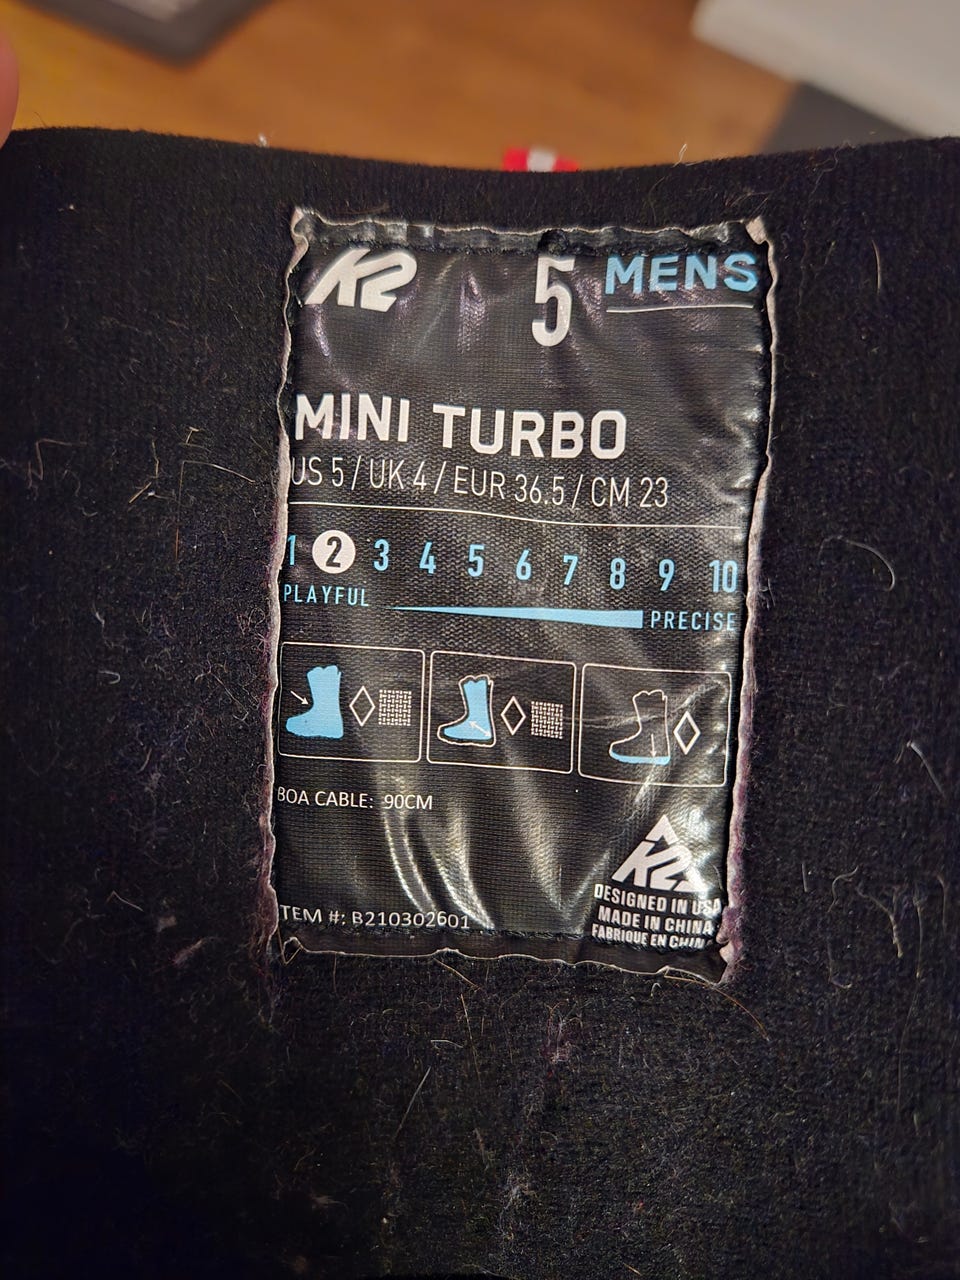 K2 5 MENS
MINI TURBO
US 5 / UK 4 / EUR 36.5 / CM 23
1 2 3 4 5 6 7 8 9 10
PLAYFUL PRECISE
BOA CABLE: 90CM
K2
TEM #: B210302601
DESIGNED IN USA
MADE IN CHINA
FABRIQUE EN CHINA